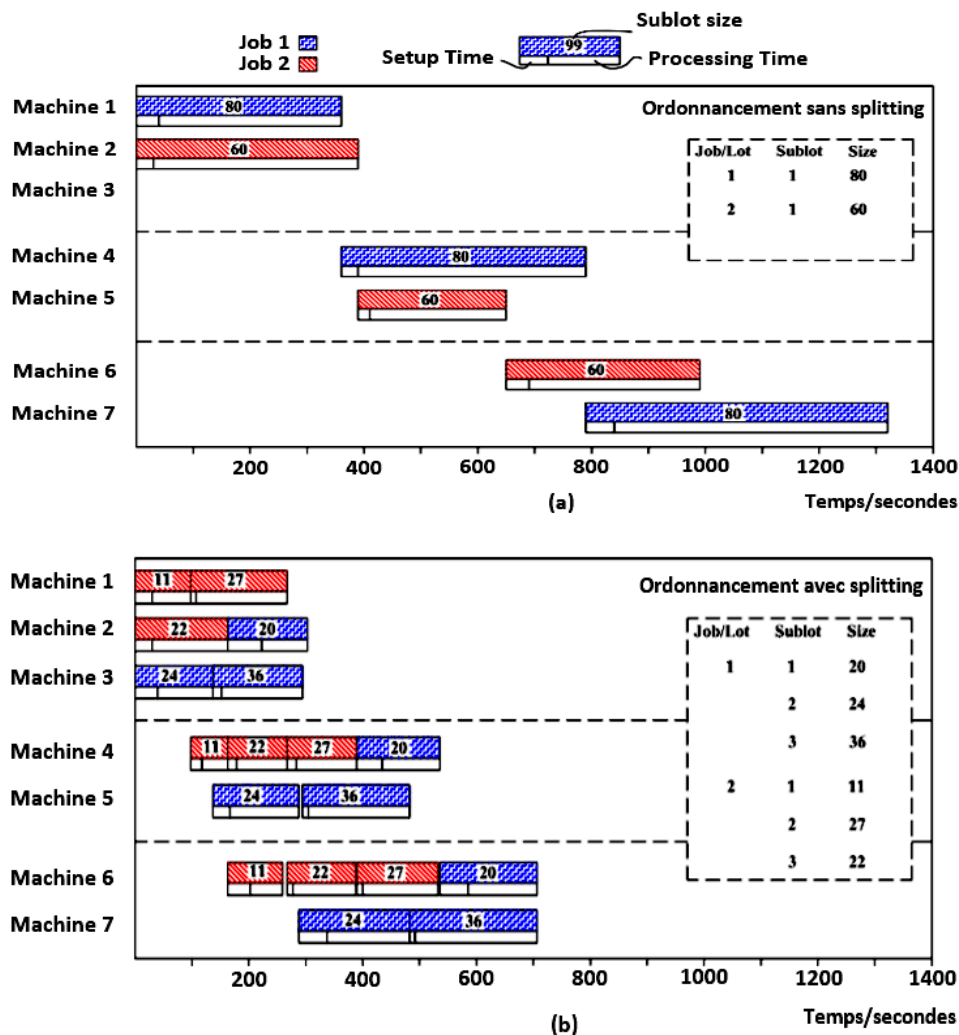 Sublot size
Job 1
99
Job 2
Setup Time
Processing Time
Machine 1
80
Ordonnancement sans splitting
Machine 2
60
Job/Lot Sublot Size
1 1 80
Machine 3
2 1 60
Machine 4
80
Machine 5
60
Machine 6
60
Machine 7
80
200 400 600 800 1000 1200 1400
(a)
Temps/secondes
Machine 1
11 27
Ordonnancement avec splitting
Machine 2
22 20
Job/Lot Sublot Size
1 1 20
Machine 3
24 36
2 24
Machine 4
11 22 27 20
3 36
Machine 5
24 36
2 1 11
2 27
3 22
Machine 6
11 22 27 20
Machine 7
24 36
200 400 600 800 1000 1200 1400
Temps/secondes
(b)